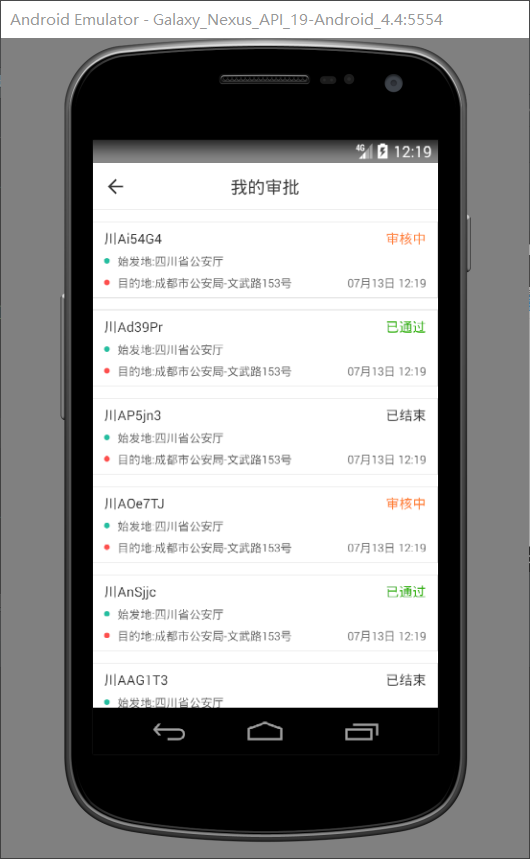 Android Emulator - Galaxy_Nexus_API_19-Android_4.4:5554
4G 12:19
我的审批
川Ai54G4 审核中
始发地:四川省公安厅
目的地:成都市公安局-文武路153号 07月13日 12:19
川Ad39Pr 已通过
始发地:四川省公安厅
目的地:成都市公安局-文武路153号 07月13日 12:19
川AP5jn3 已结束
始发地:四川省公安厅
目的地:成都市公安局-文武路153号 07月13日 12:19
川AOe7TJ 审核中
始发地:四川省公安厅
目的地:成都市公安局-文武路153号 07月13日 12:19
川AnSjjc 已通过
始发地:四川省公安厅
目的地:成都市公安局-文武路153号 07月13日 12:19
川AAG1T3 已结束
始发地:四川省公安厅